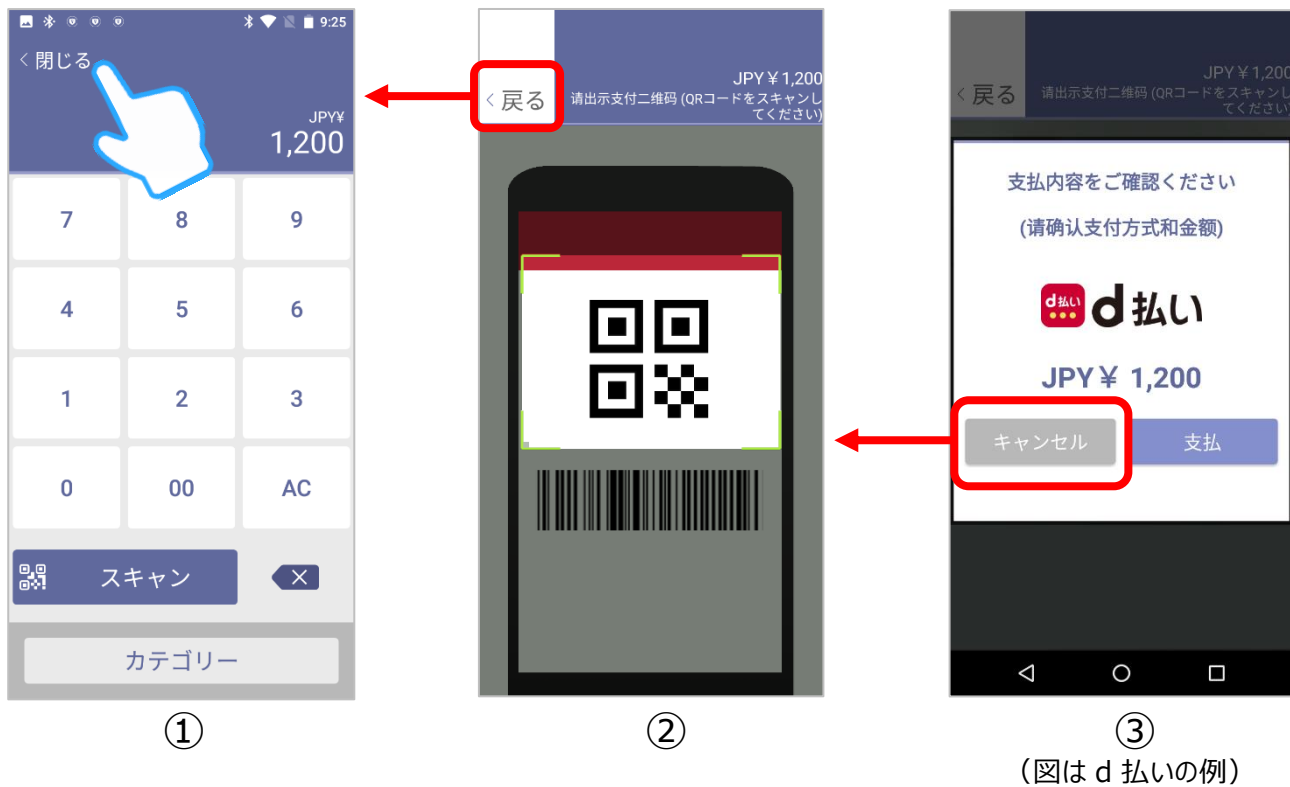 9:25
< 閉じる
JPY¥
1,200
7 8 9
4 5 6
1 2 3
0 00 AC
スキャン
カテゴリー
①
JPY¥1,200
< 戻る
请出示支付二维码 (QRコードをスキャンし
てください)
②
JPY¥1,200
< 戻る
请出示支付二维码 (QRコードをスキャンし
てください)
支払内容をご確認ください
(请确认支付方式和金额)
d払い d払い
JPY¥ 1,200
キャンセル 支払
③
(図は d 払いの例)